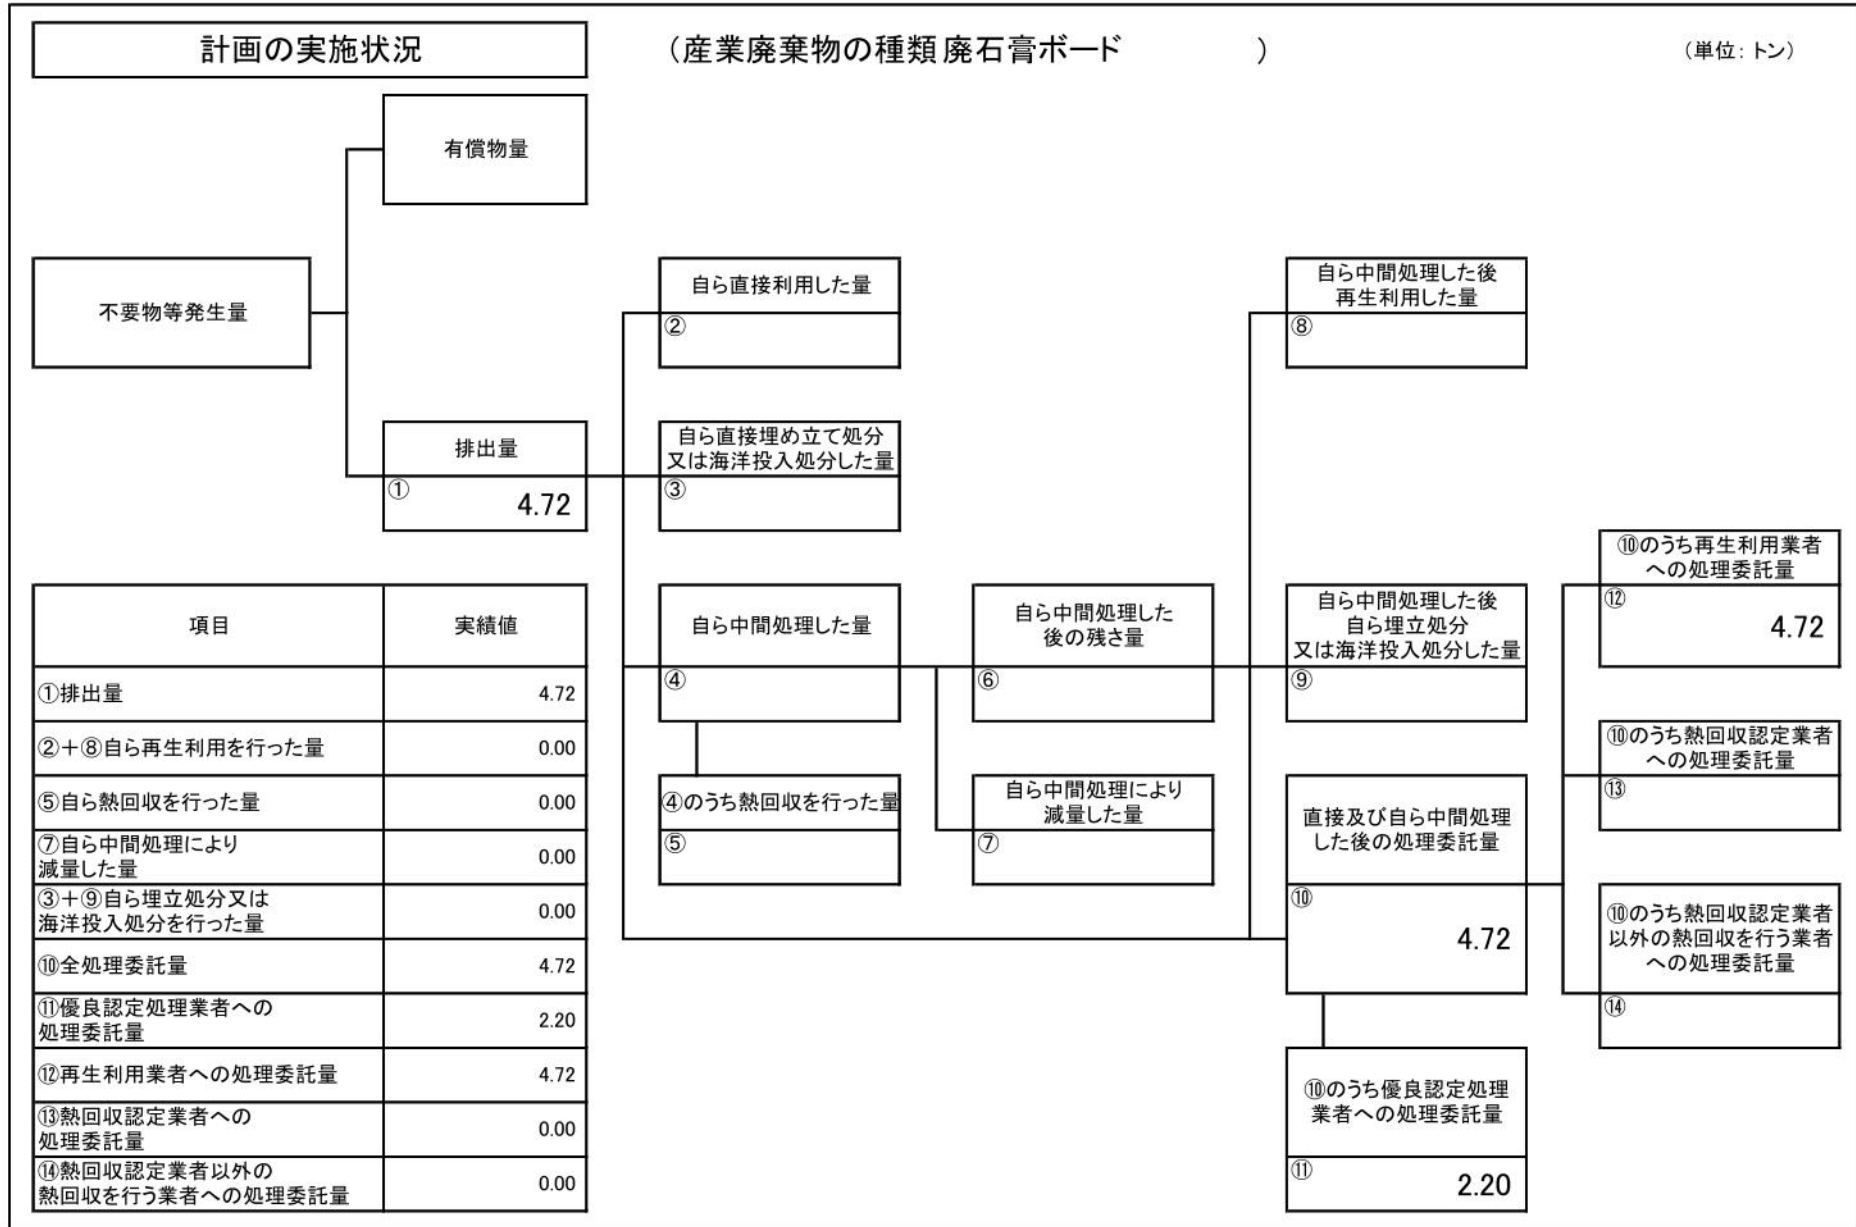 計画の実施状況
（産業廃棄物の種類 廃石膏ボード　　　　）
（単位：トン）
有償物量
不要物等発生量
自ら直接利用した量
②
自ら中間処理した後
再生利用した量
⑧
排出量
① 4.72
自ら直接埋め立て処分
又は海洋投入処分した量
③
⑩のうち再生利用業者
への処理委託量
⑫ 4.72
自ら中間処理した量
④
自ら中間処理した
後の残さ量
⑥
自ら中間処理した後
自ら埋立処分
又は海洋投入処分した量
⑨
⑩のうち熱回収認定業者
への処理委託量
⑬
④のうち熱回収を行った量
⑤
自ら中間処理により
減量した量
⑦
直接及び自ら中間処理
した後の処理委託量
⑩ 4.72
⑩のうち熱回収認定業者
以外の熱回収を行う業者
への処理委託量
⑭
⑩のうち優良認定処理
業者への処理委託量
⑪ 2.20
項目 実績値
①排出量 4.72
②＋⑧自ら再生利用を行った量 0.00
⑤自ら熱回収を行った量 0.00
⑦自ら中間処理により
減量した量 0.00
③＋⑨自ら埋立処分又は
海洋投入処分を行った量 0.00
⑩全処理委託量 4.72
⑪優良認定処理業者への
処理委託量 2.20
⑫再生利用業者への処理委託量 4.72
⑬熱回収認定業者への
処理委託量 0.00
⑭熱回収認定業者以外の
熱回収を行う業者への処理委託量 0.00